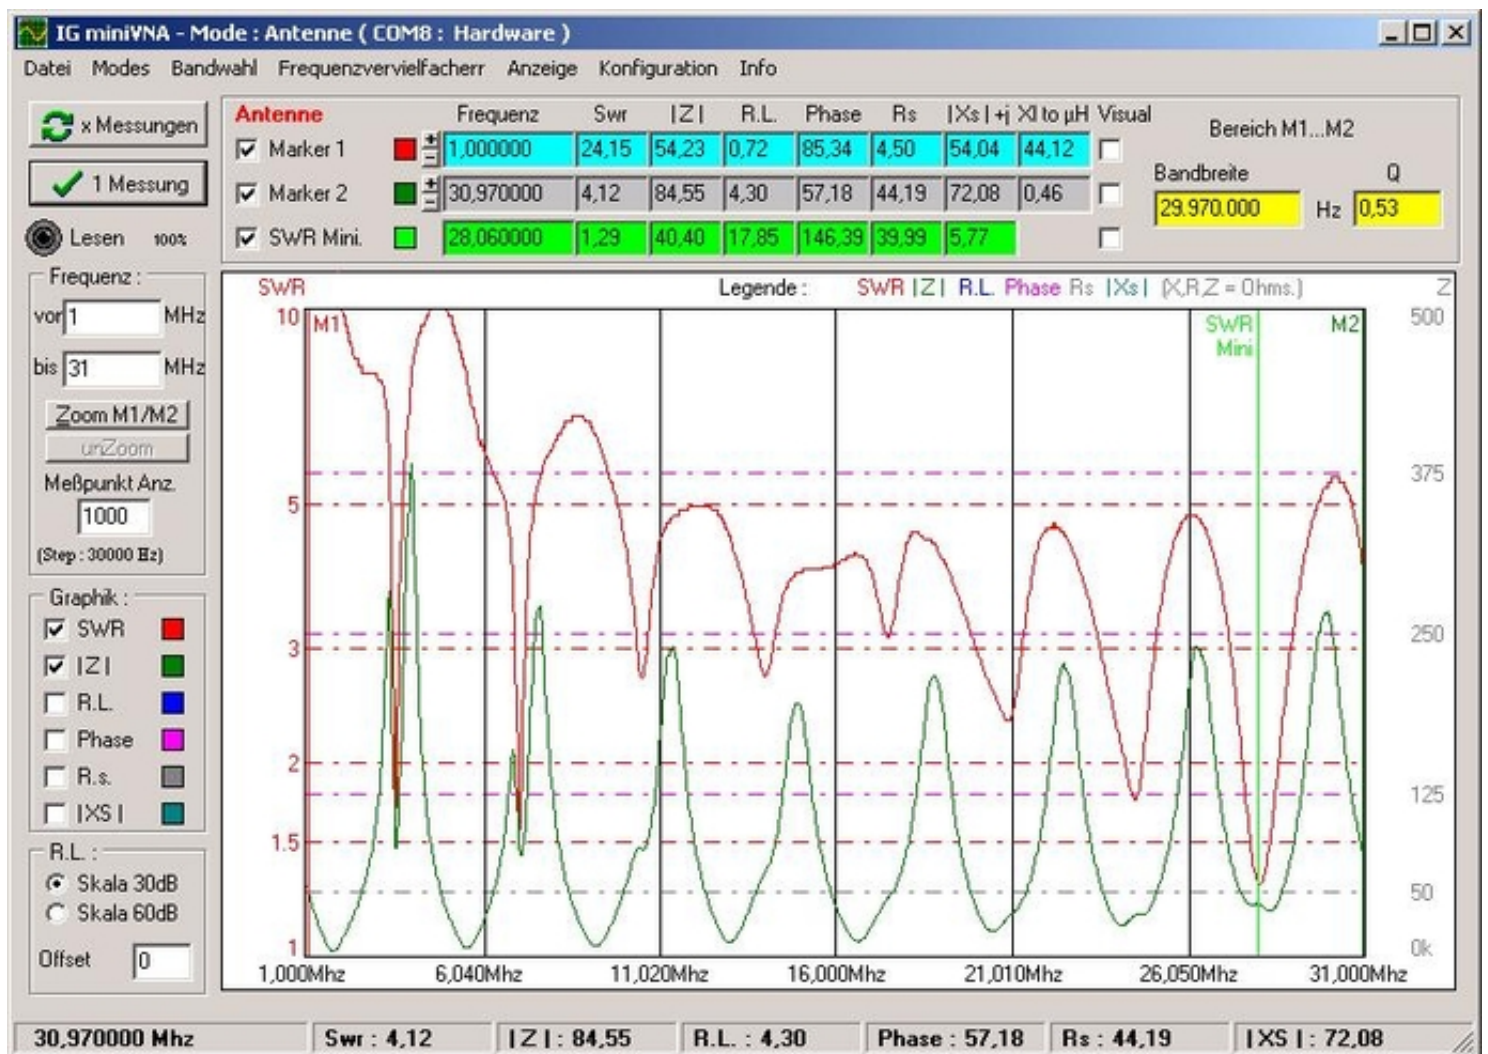 IG miniVNA - Mode : Antenne ( COM8 : Hardware )
Datei Modes Bandwahl Frequenzvervielfacherr Anzeige Konfiguration Info
x Messungen
1 Messung
Lesen 100%
Antenne Frequenz Swr |Z| R.L. Phase Rs |Xs|+j Xl to µH Visual
Marker 1 + - 1,000000 24,15 54,23 0,72 85,34 4,50 54,04 44,12
Marker 2 + - 30,970000 4,12 84,55 4,30 57,18 44,19 72,08 0,46
SWR Mini. 28,060000 1,29 40,40 17,85 146,39 39,99 5,77
Bereich M1...M2
Bandbreite Q
29.970.000 Hz 0,53
Frequenz :
vor 1 MHz
bis 31 MHz
Zoom M1/M2
unZoom
Meßpunkt Anz.
1000
(Step : 30000 Hz)
Graphik :
SWR
|Z|
R.L.
Phase
R.s.
|XS|
R.L. :
Skala 30dB
Skala 60dB
Offset 0
SWR Legende : SWR |Z| R.L. Phase Rs |Xs| (X,R,Z = Ohms.) Z
10 M1 SWR Mini M2 500
375
5
250
3
2
125
1.5
50
1 0k
1,000Mhz 6,040Mhz 11,020Mhz 16,000Mhz 21,010Mhz 26,050Mhz 31,000Mhz
30,970000 Mhz Swr : 4,12 |Z| : 84,55 R.L. : 4,30 Phase : 57,18 Rs : 44,19 |XS| : 72,08